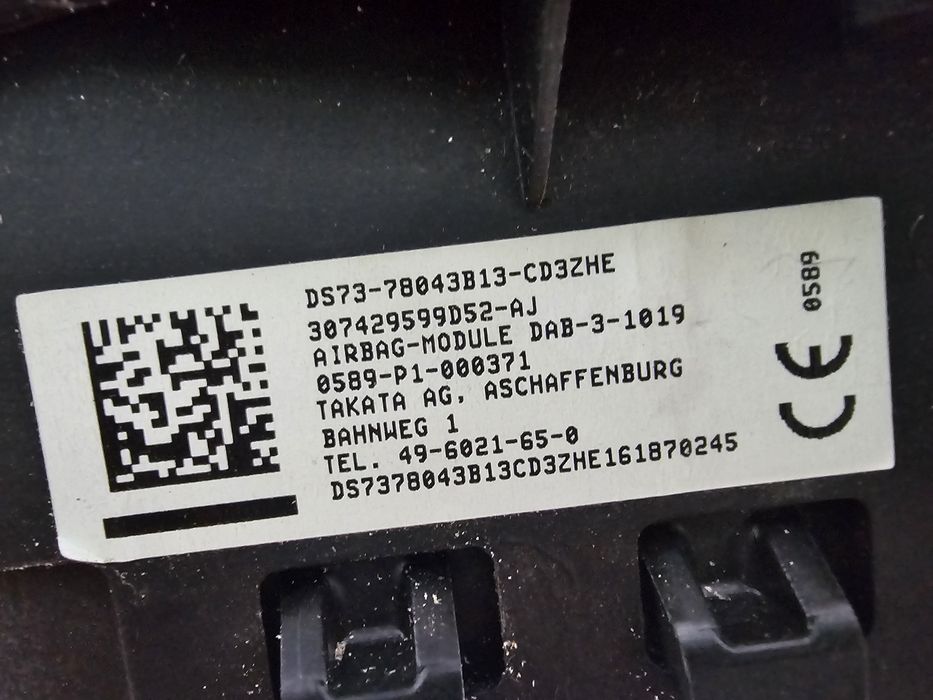 DS73-78043B13-CD3ZHE
307429599D52-AJ
AIRBAG-MODULE DAB-3-1019
0589-P1-000371
TAKATA AG, ASCHAFFENBURG
BAHNWEG 1
TEL. 49-6021-65-0
DS7378043B13CD3ZHE161870245
CE 0589